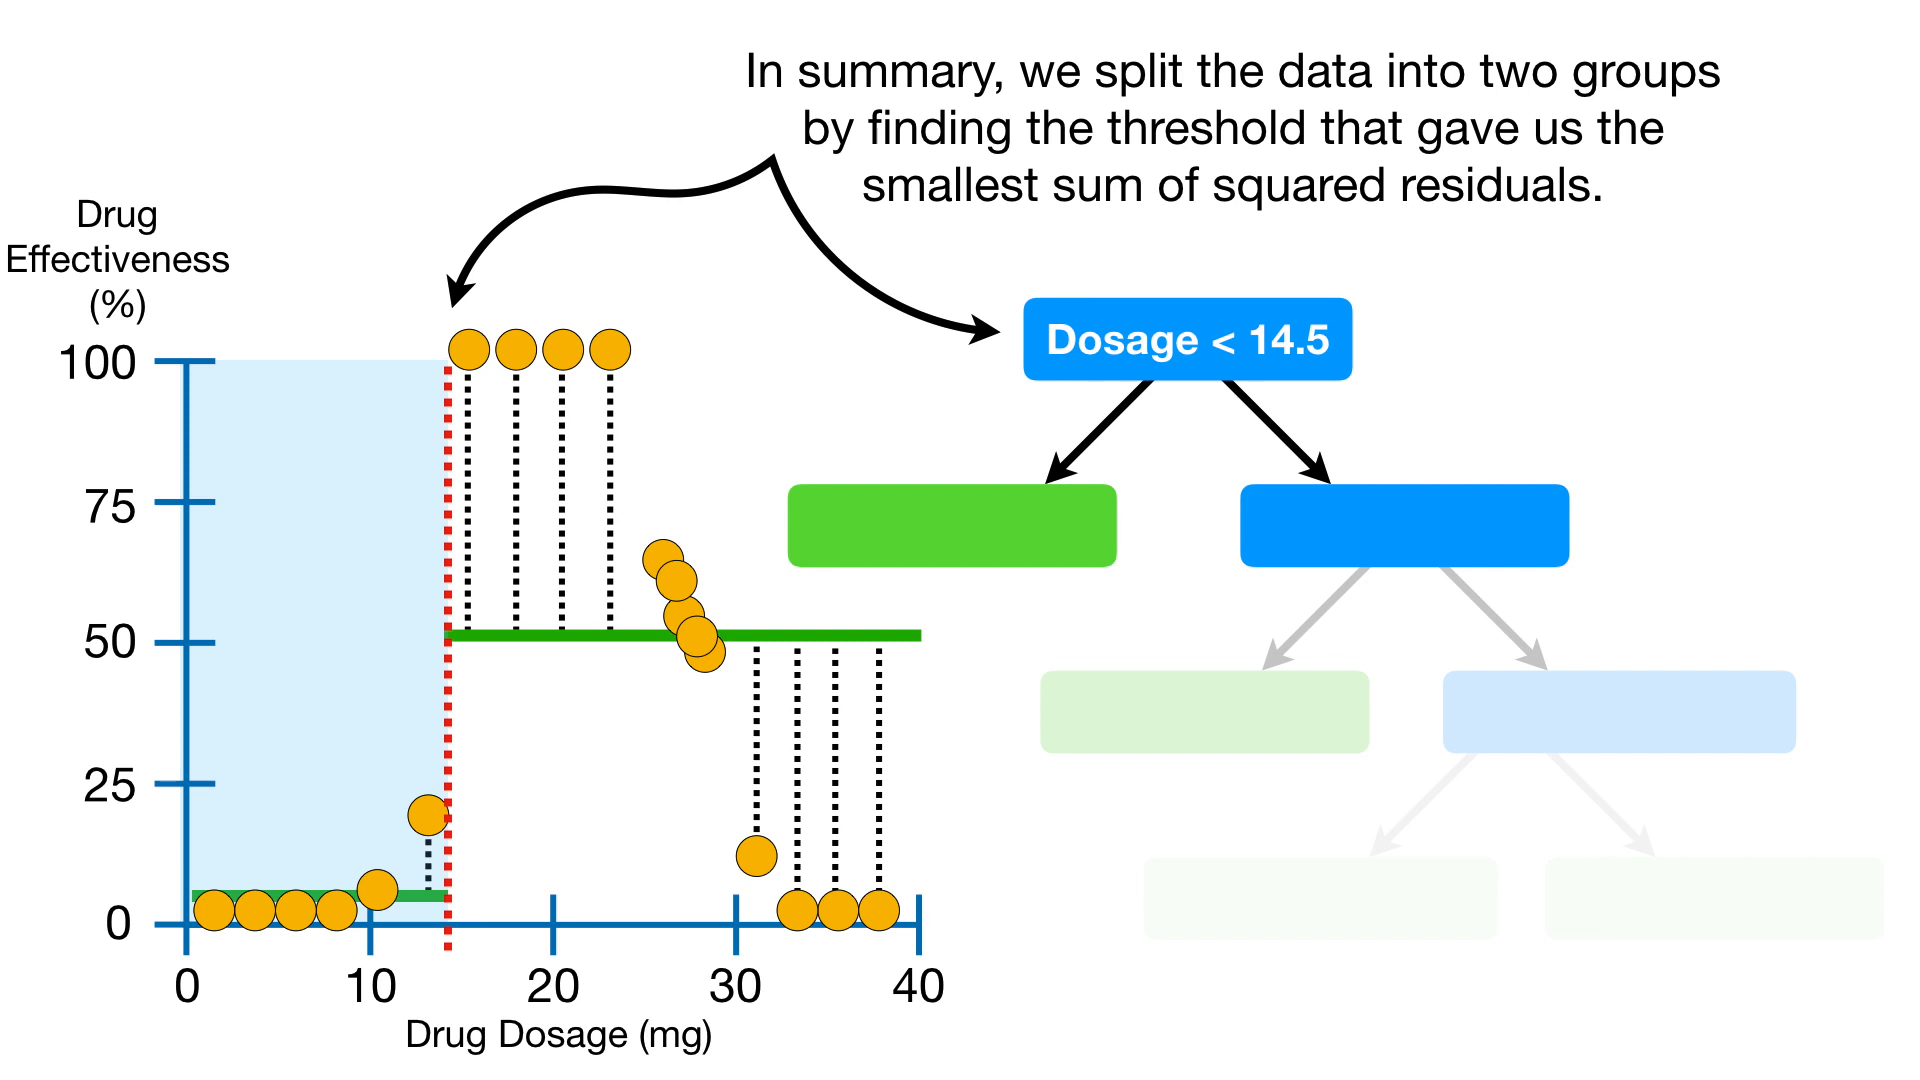 In summary, we split the data into two groups
by finding the threshold that gave us the
smallest sum of squared residuals.
Drug
Effectiveness
(%)
100
75
50
25
0
0
10
20
30
40
Drug Dosage (mg)
Dosage < 14.5